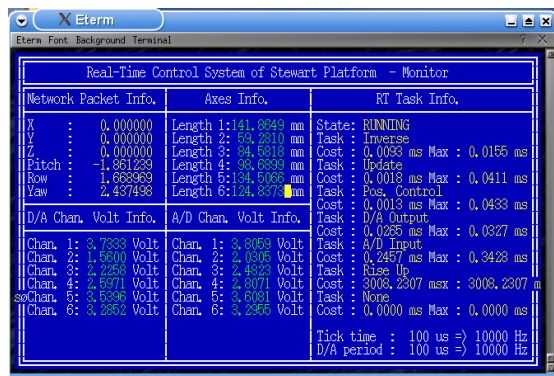 X Eterm
Eterm Font Background Terminal
Real-Time Control System of Stewart Platform - Monitor
Network Packet Info.
X : 0.000000
Y : 0.000000
Z : 0.000000
Pitch : -1.861239
Row : 1.668969
Yaw : 2.437498
Axes Info.
Length 1:141.8649 mm
Length 2: 59.2810 mm
Length 3: 84.5818 mm
Length 4: 98.6899 mm
Length 5:134.5066 mm
Length 6:124.8373 mm
D/A Chan. Volt Info.
Chan. 1: 3.7333 Volt
Chan. 2: 1.5600 Volt
Chan. 3: 2.2258 Volt
Chan. 4: 2.5971 Volt
søChan. 5: 3.5396 Volt
Chan. 6: 3.2852 Volt
A/D Chan. Volt Info.
Chan. 1: 3.8059 Volt
Chan. 2: 2.0305 Volt
Chan. 3: 2.4823 Volt
Chan. 4: 2.8071 Volt
Chan. 5: 3.6081 Volt
Chan. 6: 3.2955 Volt
RT Task Info.
State: RUNNING
Task : Inverse
Cost : 0.0093 ms Max : 0.0155 ms
Task : Update
Cost : 0.0018 ms Max : 0.0411 ms
Task : Pos. Control
Cost : 0.0013 ms Max : 0.0433 ms
Task : D/A Output
Cost : 0.0265 ms Max : 0.0327 ms
Task : A/D Input
Cost : 0.2457 ms Max : 0.3428 ms
Task : Rise Up
Cost : 3008.2307 msx : 3008.2307 m
Task : None
Cost : 0.0000 ms Max : 0.0000 ms
Tick time : 100 us => 10000 Hz
D/A period : 100 us => 10000 Hz